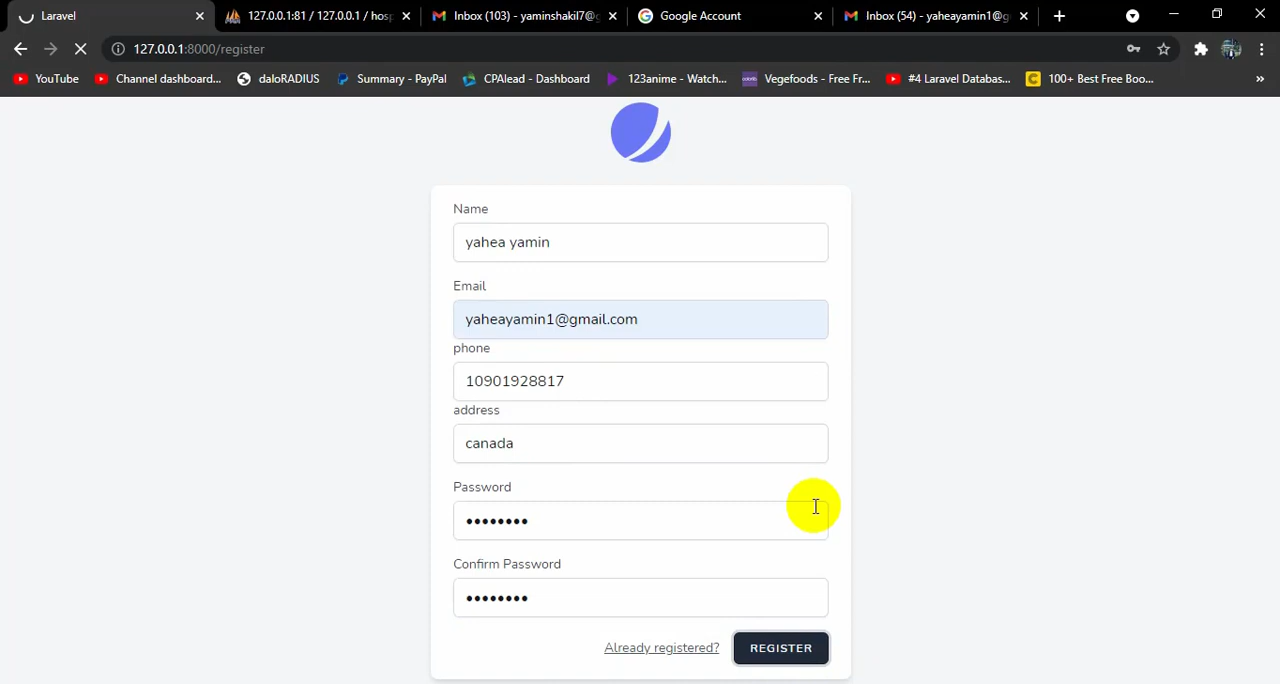 Laravel
127.0.0.1:81 / 127.0.0.1 / hosp
Inbox (103) - yaminshakil7@g
Google Account
Inbox (54) - yaheayamin1@g
127.0.0.1:8000/register
YouTube
Channel dashboard...
daloRADIUS
Summary - PayPal
CPAlead - Dashboard
123anime - Watch...
Vegefoods - Free Fr...
#4 Laravel Databas...
100+ Best Free Boo...
Name
yahea yamin
Email
yaheayamin1@gmail.com
phone
10901928817
address
canada
Password
••••••••
Confirm Password
••••••••
Already registered?
REGISTER